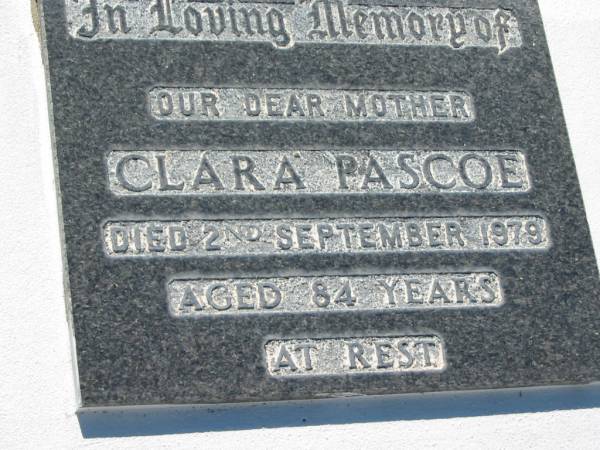 In Loving Memory of
OUR DEAR MOTHER
CLARA PASCOE
DIED 2ND SEPTEMBER 1979
AGED 84 YEARS
AT REST